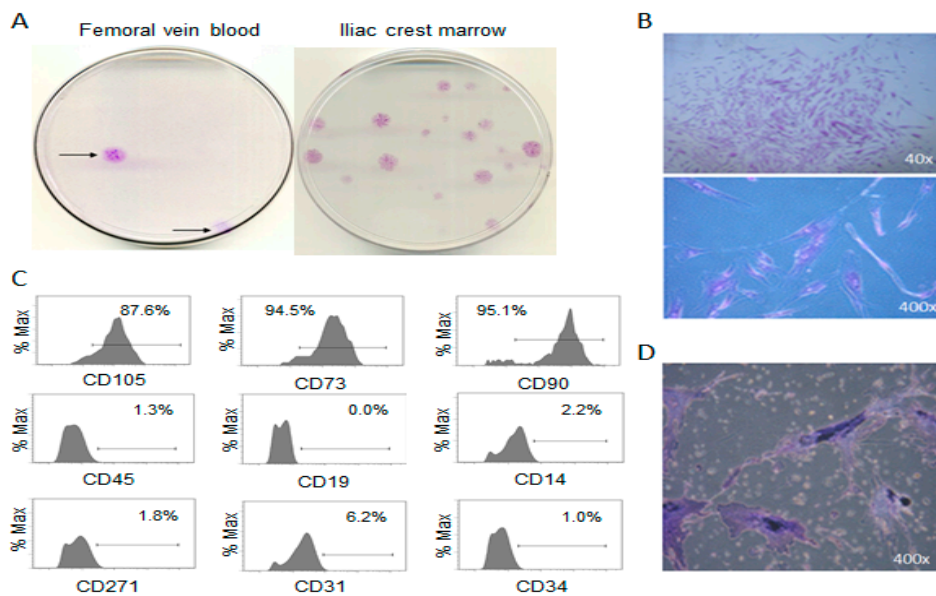 A
Femoral vein blood
Iliac crest marrow
B
40x
400x
C
% Max
87.6%
CD105
% Max
94.5%
CD73
% Max
95.1%
CD90
% Max
1.3%
CD45
% Max
0.0%
CD19
% Max
2.2%
CD14
% Max
1.8%
CD271
% Max
6.2%
CD31
% Max
1.0%
CD34
D
400x